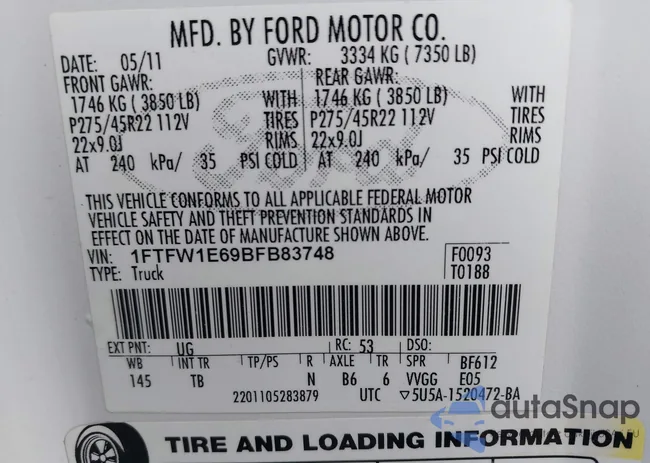 MFD. BY FORD MOTOR CO.
DATE: 05/11 GVWR: 3334 KG ( 7350 LB)
FRONT GAWR: REAR GAWR:
1746 KG ( 3850 LB) WITH 1746 KG ( 3850 LB) WITH
P275/45R22 112V TIRES P275/45R22 112V TIRES
22x9.0J RIMS 22x9.0J RIMS
AT 240 kPa/ 35 PSI COLD AT 240 kPa/ 35 PSI COLD
Ford
THIS VEHICLE CONFORMS TO ALL APPLICABLE FEDERAL MOTOR
VEHICLE SAFETY AND THEFT PREVENTION STANDARDS IN
EFFECT ON THE DATE OF MANUFACTURE SHOWN ABOVE.
VIN: 1FTFW1E69BFB83748 F0093
TYPE: Truck T0188
EXT PNT: UG RC: 53 DSO:
WB INT TR TP/PS R AXLE TR SPR BF612
145 TB N B6 6 VVGG E05
2201105283879 UTC ▽5U5A-1520472-BA
autoSnap
TIRE AND LOADING INFORMATION